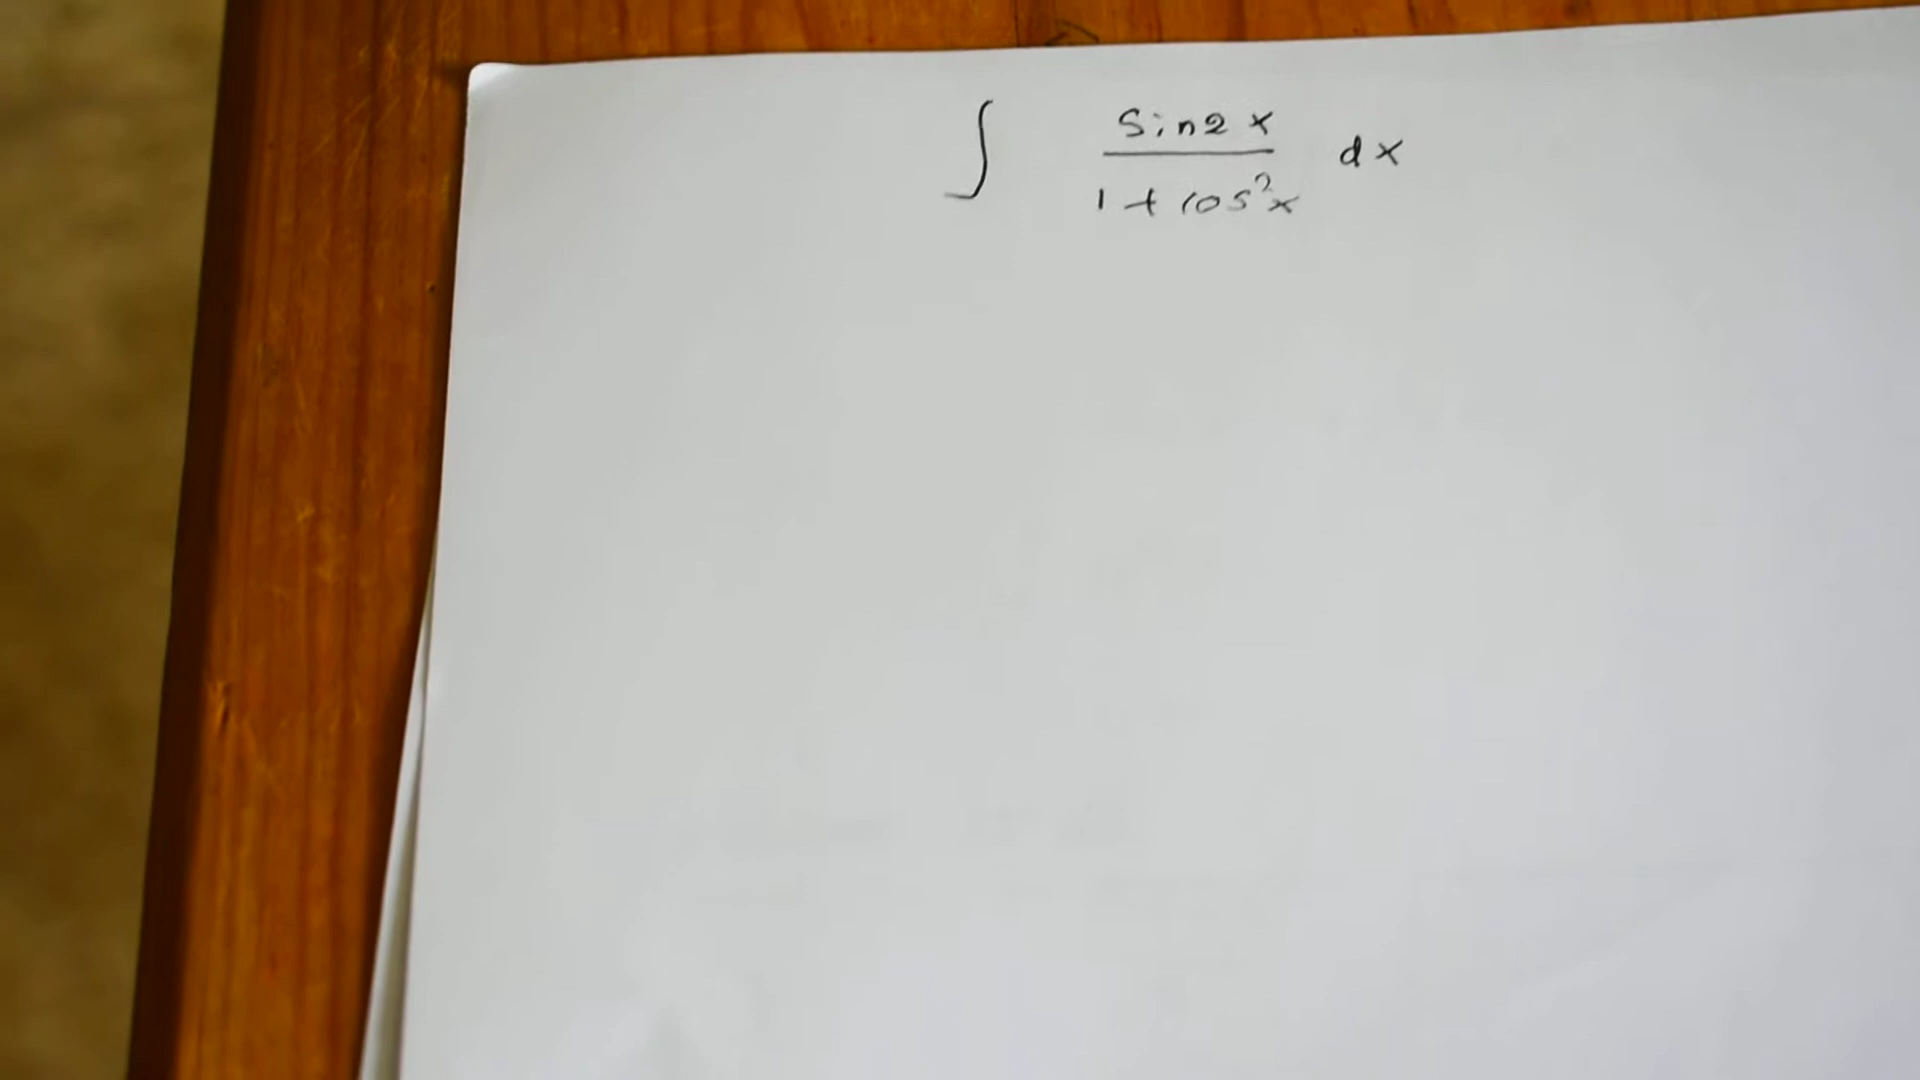 ∫ sin2x / 1 + cos²x dx